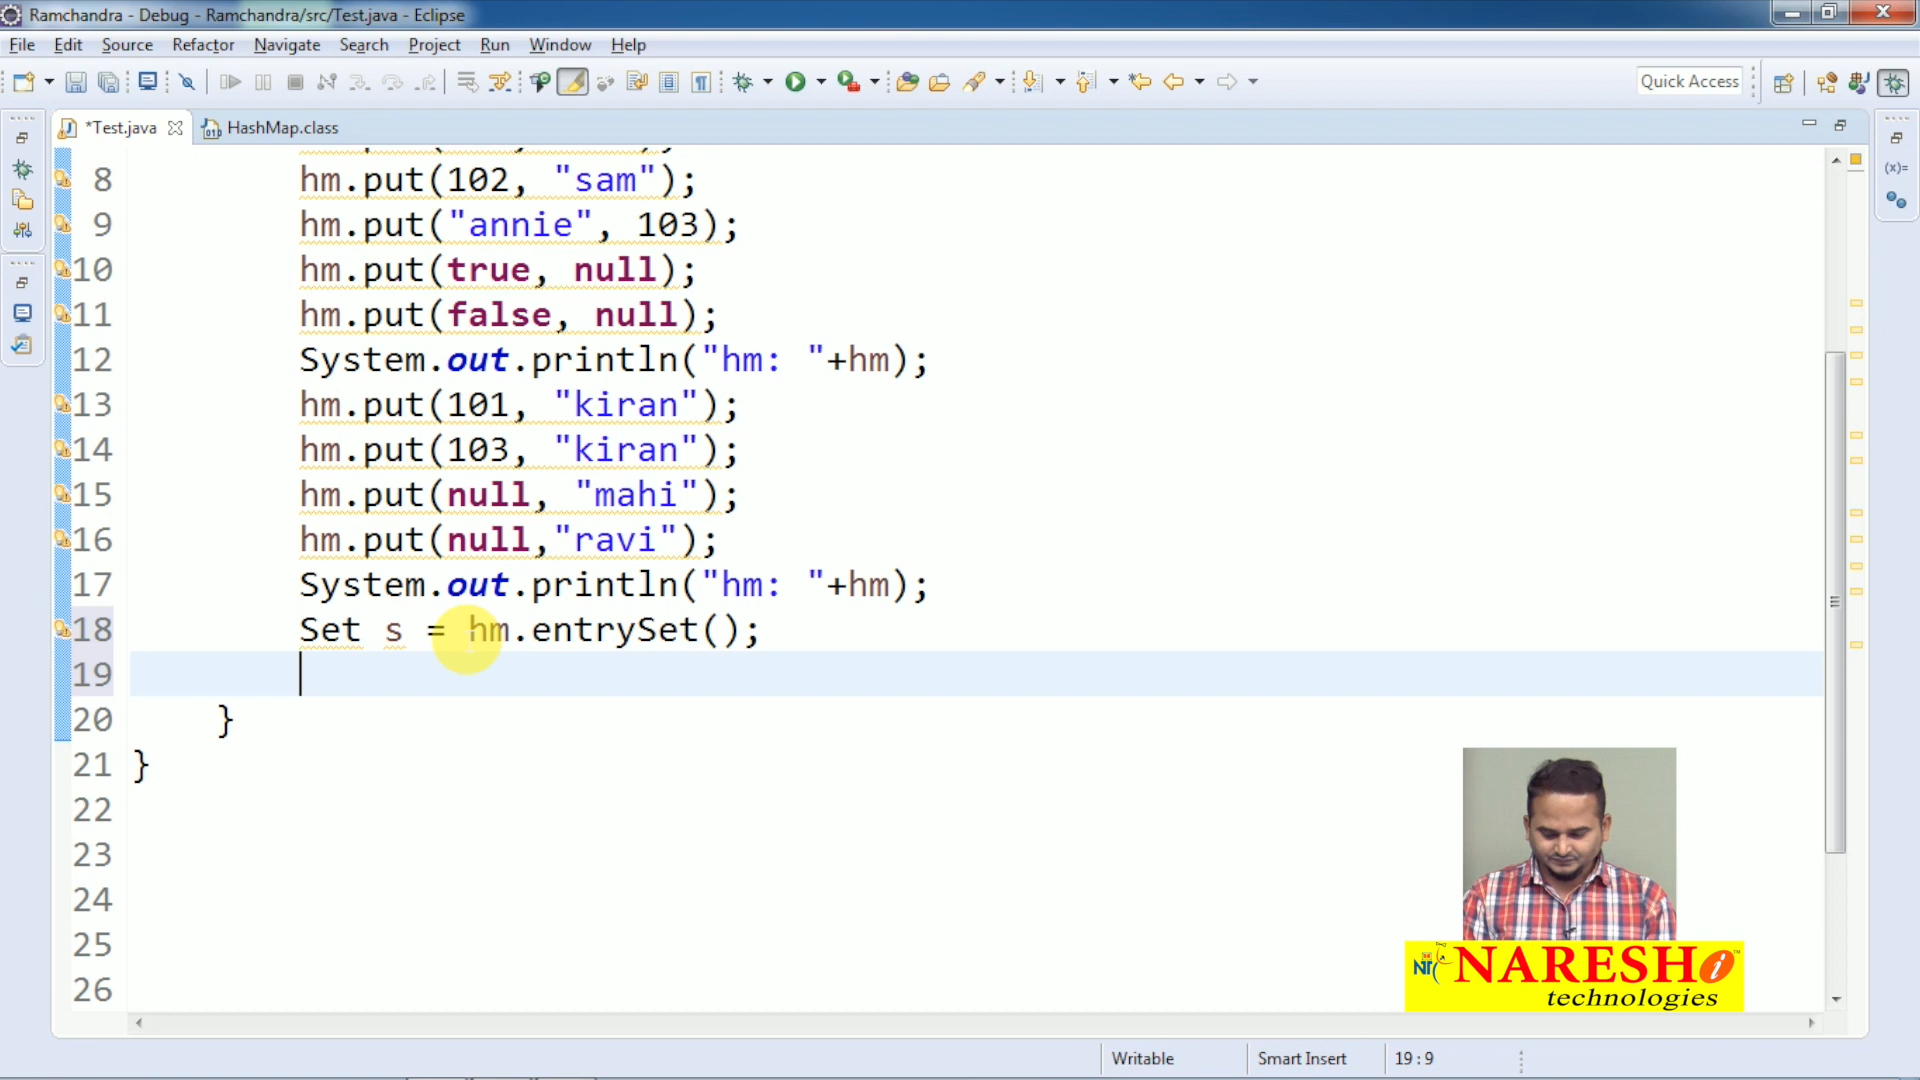 Ramchandra - Debug - Ramchandra/src/Test.java - Eclipse
File Edit Source Refactor Navigate Search Project Run Window Help
Quick Access
*Test.java HashMap.class
8 hm.put(102, "sam");
9 hm.put("annie", 103);
10 hm.put(true, null);
11 hm.put(false, null);
12 System.out.println("hm: "+hm);
13 hm.put(101, "kiran");
14 hm.put(103, "kiran");
15 hm.put(null, "mahi");
16 hm.put(null,"ravi");
17 System.out.println("hm: "+hm);
18 Set s = hm.entrySet();
19
20 }
21 }
22
23
24
25
26
NARESH i
technologies
Writable Smart Insert 19 : 9